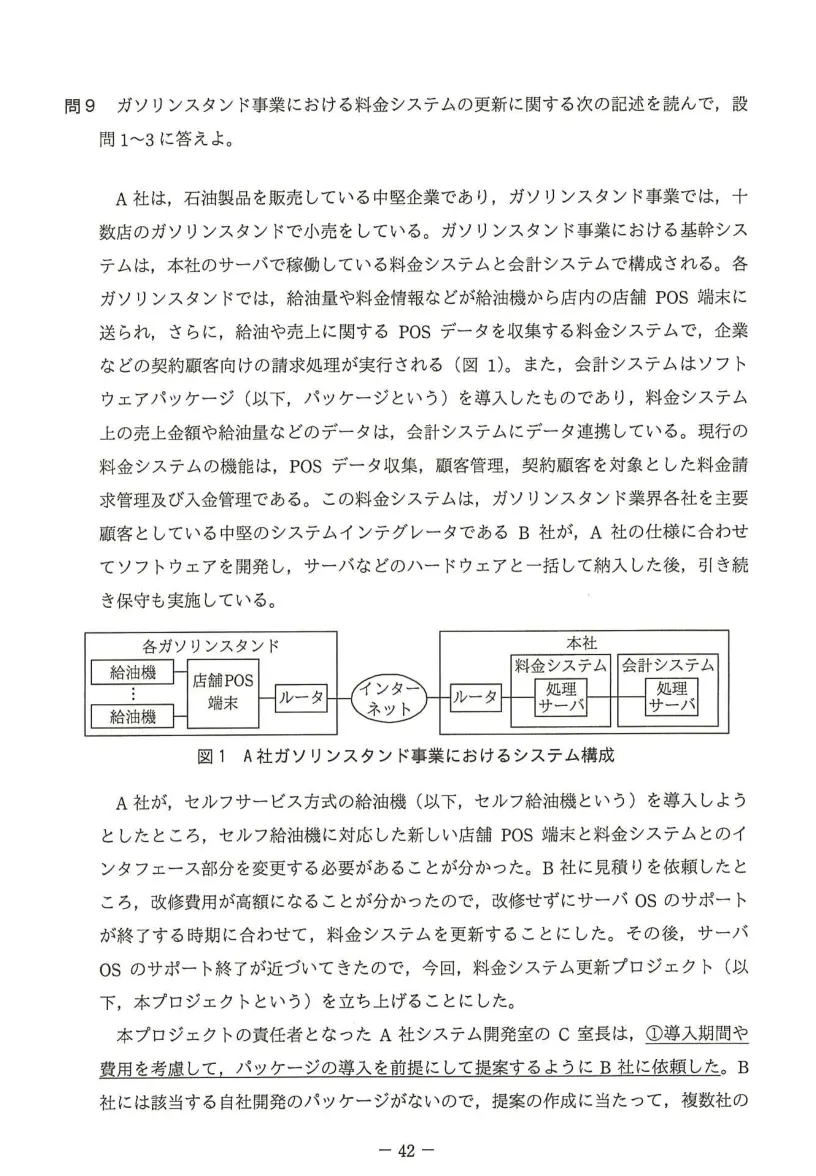 問9　ガソリンスタンド事業における料金システムの更新に関する次の記述を読んで，設
問1～3に答えよ。
A 社は，石油製品を販売している中堅企業であり，ガソリンスタンド事業では，十
数店のガソリンスタンドで小売をしている。ガソリンスタンド事業における基幹シス
テムは，本社のサーバで稼働している料金システムと会計システムで構成される。各
ガソリンスタンドでは，給油量や料金情報などが給油機から店内の店舗 POS 端末に
送られ，さらに，給油や売上に関する POS データを収集する料金システムで，企業
などの契約顧客向けの請求処理が実行される（図 1）。また，会計システムはソフト
ウェアパッケージ（以下，パッケージという）を導入したものであり，料金システム
上の売上金額や給油量などのデータは，会計システムにデータ連携している。現行の
料金システムの機能は，POS データ収集，顧客管理，契約顧客を対象とした料金請
求管理及び入金管理である。この料金システムは，ガソリンスタンド業界各社を主要
顧客としている中堅のシステムインテグレータである B 社が，A 社の仕様に合わせ
てソフトウェアを開発し，サーバなどのハードウェアと一括して納入した後，引き続
き保守も実施している。
各ガソリンスタンド
給油機
⋮
給油機
店舗POS
端末
ルータ
インター
ネット
本社
ルータ
料金システム
処理
サーバ
会計システム
処理
サーバ
図1　A社ガソリンスタンド事業におけるシステム構成
A 社が，セルフサービス方式の給油機（以下，セルフ給油機という）を導入しよう
としたところ，セルフ給油機に対応した新しい店舗 POS 端末と料金システムとのイ
ンタフェース部分を変更する必要があることが分かった。B 社に見積りを依頼したと
ころ，改修費用が高額になることが分かったので，改修せずにサーバ OS のサポート
が終了する時期に合わせて，料金システムを更新することにした。その後，サーバ
OS のサポート終了が近づいてきたので，今回，料金システム更新プロジェクト（以
下，本プロジェクトという）を立ち上げることにした。
本プロジェクトの責任者となった A 社システム開発室の C 室長は，①導入期間や
費用を考慮して，パッケージの導入を前提にして提案するように B 社に依頼した。B
社には該当する自社開発のパッケージがないので，提案の作成に当たって，複数社の
－ 42 －